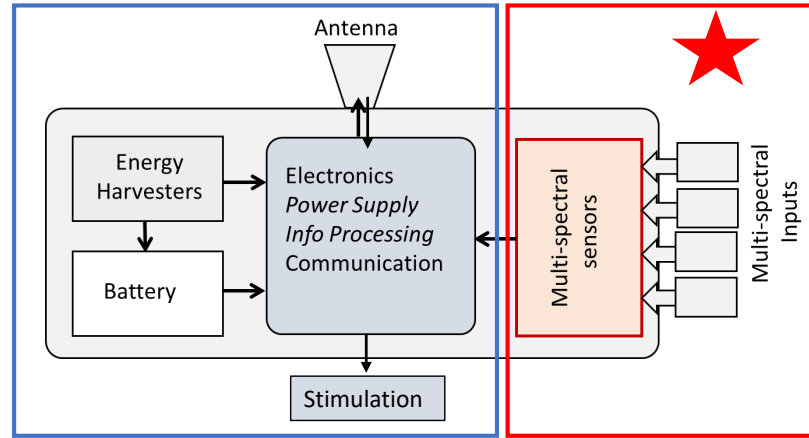 Antenna
Energy
Harvesters
Battery
Electronics
Power Supply
Info Processing
Communication
Stimulation
Multi-spectral
sensors
Multi-spectral
Inputs